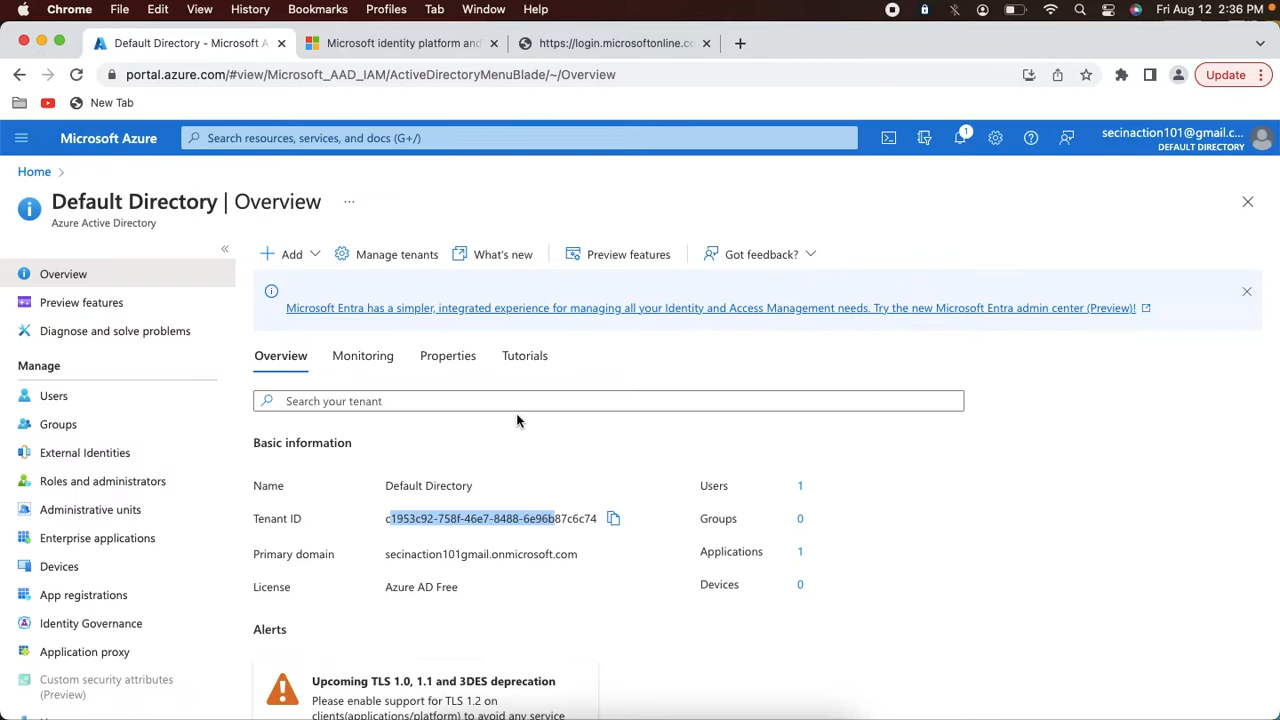 Chrome File Edit View History Bookmarks Profiles Tab Window Help Fri Aug 12 2:36 PM
Default Directory - Microsoft A Microsoft identity platform and https://login.microsoftonline.co
portal.azure.com/#view/Microsoft_AAD_IAM/ActiveDirectoryMenuBlade/~/Overview Update
New Tab
Microsoft Azure Search resources, services, and docs (G+/) 1 secinaction101@gmail.c...
DEFAULT DIRECTORY
Home
Default Directory | Overview ...
Azure Active Directory
Add Manage tenants What's new Preview features Got feedback?
Overview
Preview features
Diagnose and solve problems
Manage
Users
Groups
External Identities
Roles and administrators
Administrative units
Enterprise applications
Devices
App registrations
Identity Governance
Application proxy
Custom security attributes
(Preview)
Microsoft Entra has a simpler, integrated experience for managing all your Identity and Access Management needs. Try the new Microsoft Entra admin center (Preview)!
Overview Monitoring Properties Tutorials
Search your tenant
Basic information
Name Default Directory Users 1
Tenant ID c1953c92-758f-46e7-8488-6e96b87c6c74 Groups 0
Primary domain secinaction101gmail.onmicrosoft.com Applications 1
License Azure AD Free Devices 0
Alerts
Upcoming TLS 1.0, 1.1 and 3DES deprecation
Please enable support for TLS 1.2 on
clients(applications/platform) to avoid any service